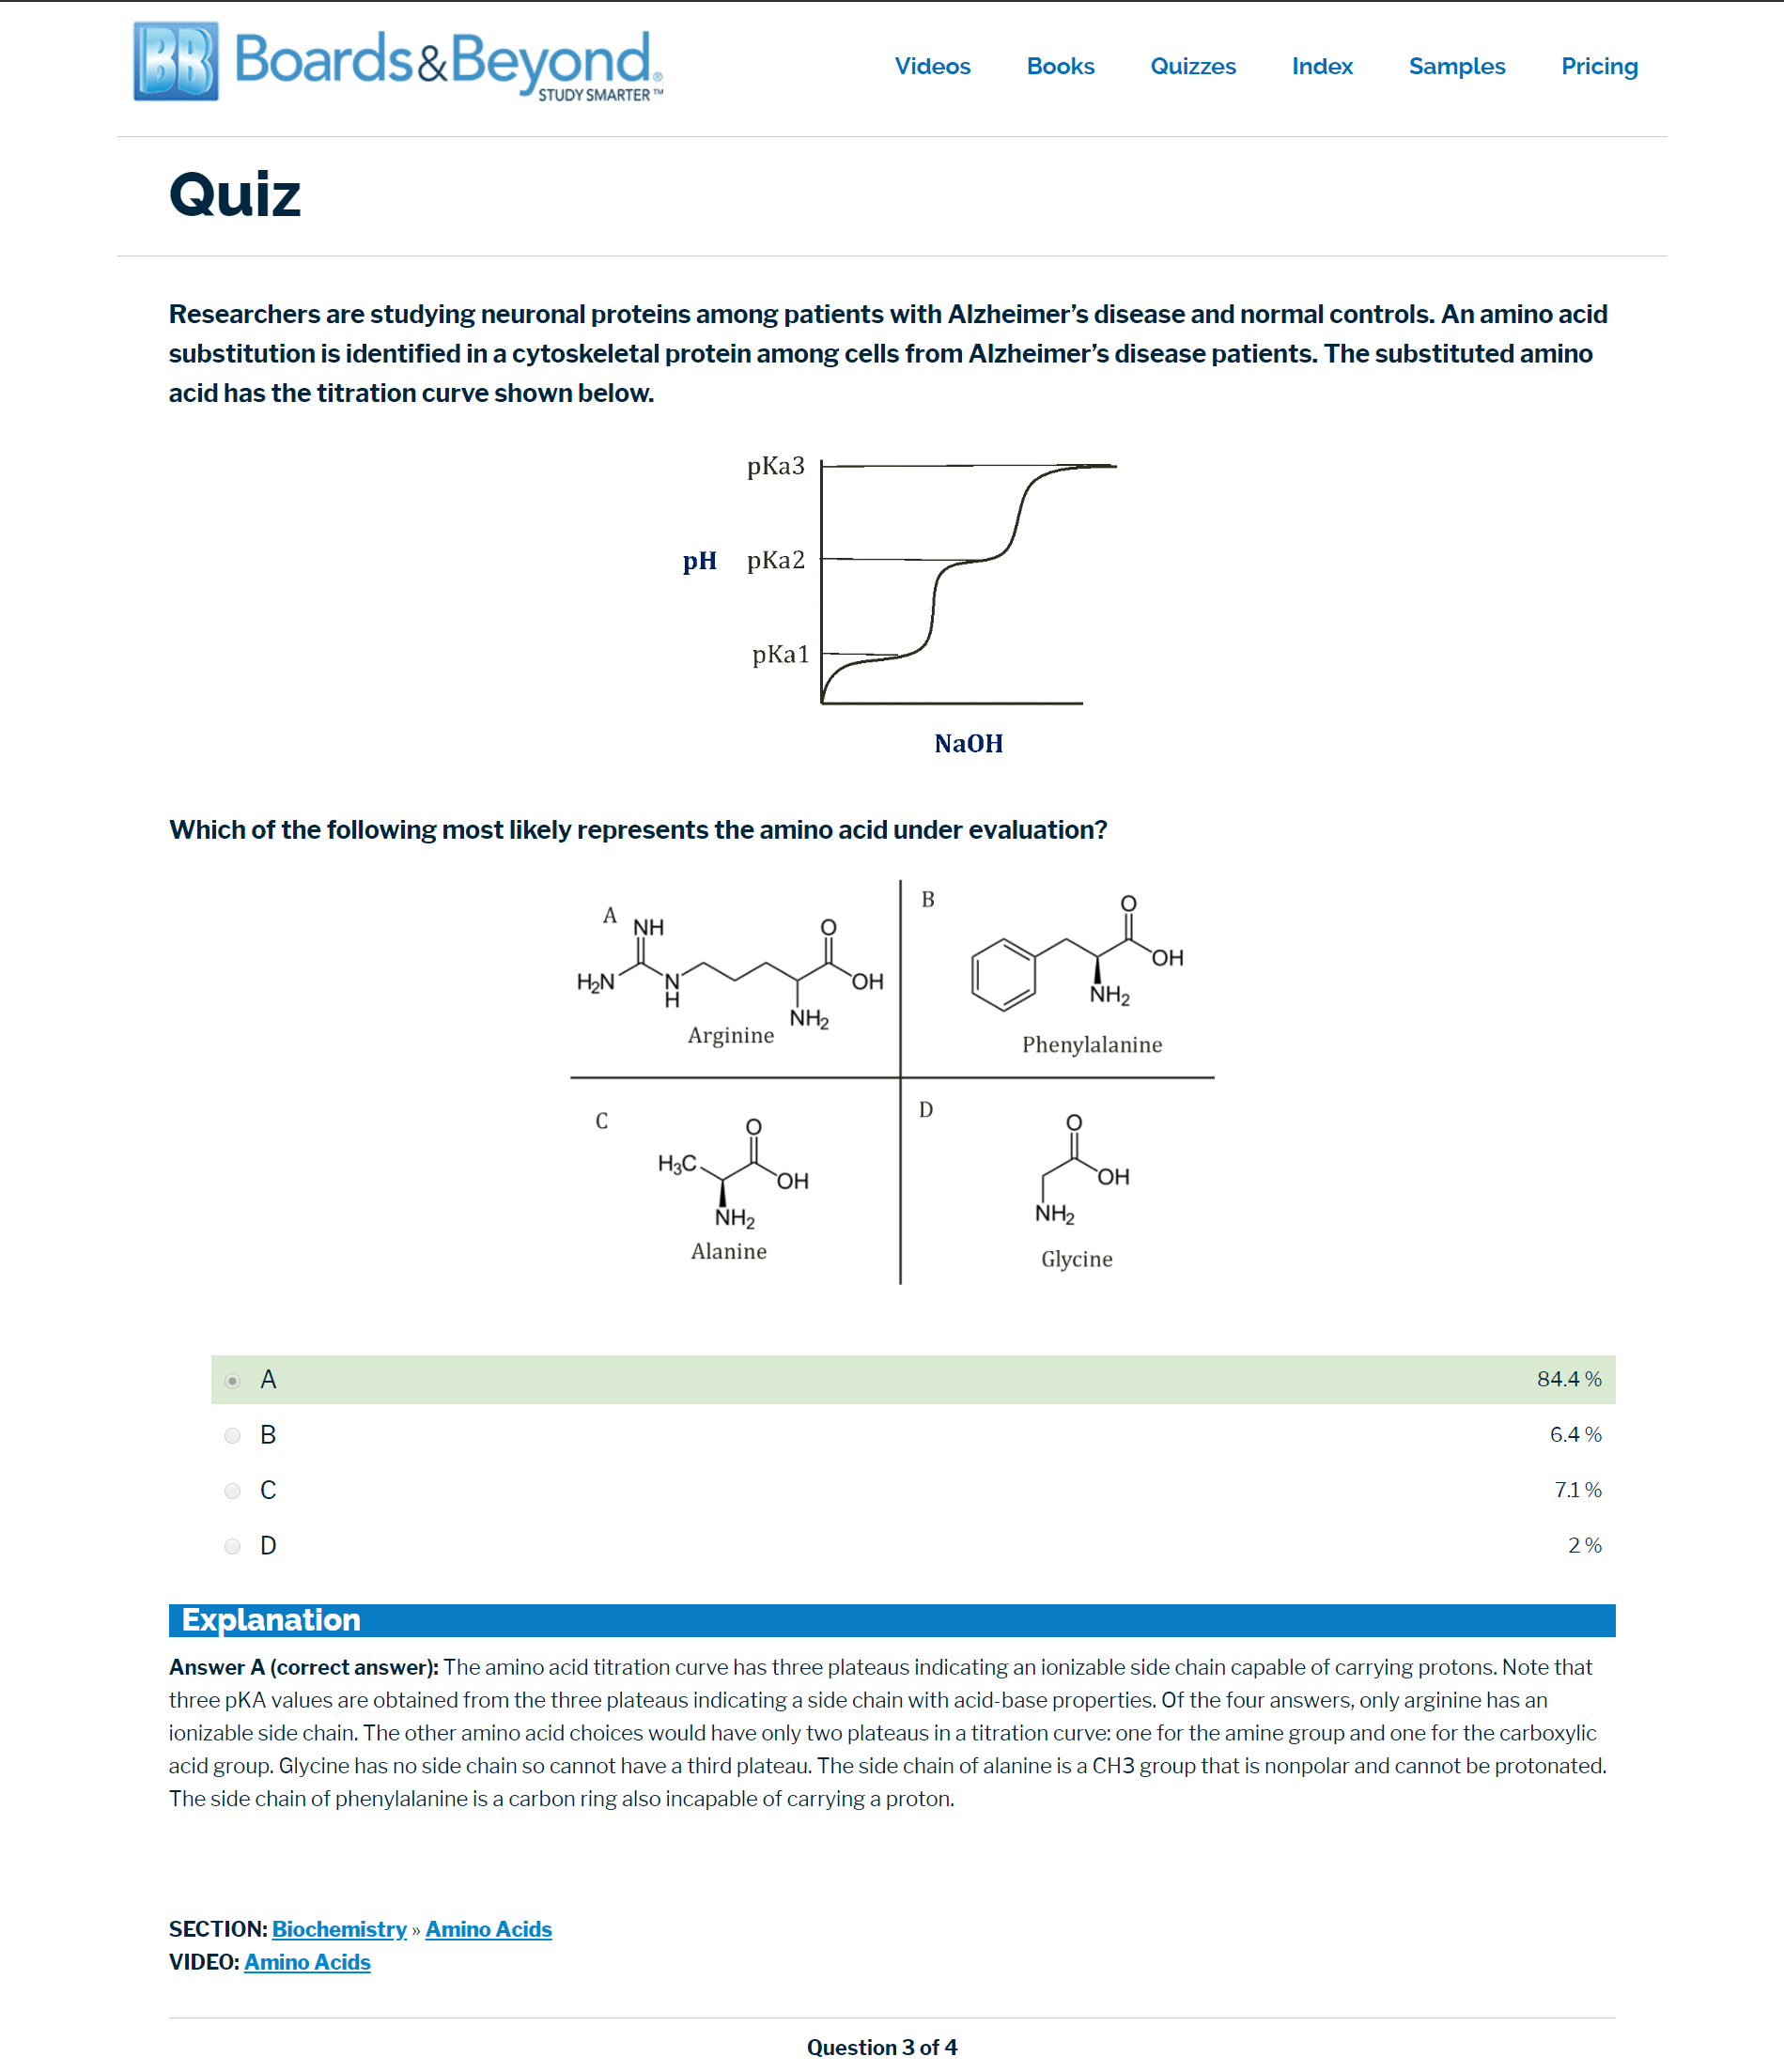 BB Boards&Beyond®
STUDY SMARTER™
Videos Books Quizzes Index Samples Pricing
Quiz
Researchers are studying neuronal proteins among patients with Alzheimer’s disease and normal controls. An amino acid
substitution is identified in a cytoskeletal protein among cells from Alzheimer’s disease patients. The substituted amino
acid has the titration curve shown below.
pKa3
pH pKa2
pKa1
NaOH
Which of the following most likely represents the amino acid under evaluation?
A
NH
O
H₂N
N
H
OH
NH₂
Arginine
B
O
OH
NH₂
Phenylalanine
C
O
H₃C
OH
NH₂
Alanine
D
O
OH
NH₂
Glycine
A 84.4 %
B 6.4 %
C 7.1 %
D 2 %
Explanation
Answer A (correct answer): The amino acid titration curve has three plateaus indicating an ionizable side chain capable of carrying protons. Note that
three pKA values are obtained from the three plateaus indicating a side chain with acid-base properties. Of the four answers, only arginine has an
ionizable side chain. The other amino acid choices would have only two plateaus in a titration curve: one for the amine group and one for the carboxylic
acid group. Glycine has no side chain so cannot have a third plateau. The side chain of alanine is a CH3 group that is nonpolar and cannot be protonated.
The side chain of phenylalanine is a carbon ring also incapable of carrying a proton.
SECTION: Biochemistry » Amino Acids
VIDEO: Amino Acids
Question 3 of 4